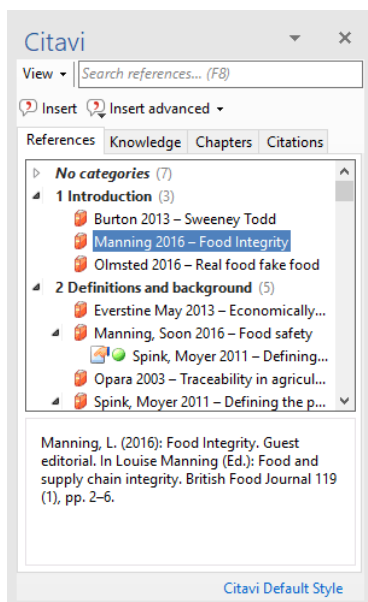 Citavi
View Search references... (F8)
Insert Insert advanced
References Knowledge Chapters Citations
No categories (7)
1 Introduction (3)
Burton 2013 – Sweeney Todd
Manning 2016 – Food Integrity
Olmsted 2016 – Real food fake food
2 Definitions and background (5)
Everstine May 2013 – Economically...
Manning, Soon 2016 – Food safety
Spink, Moyer 2011 – Defining...
Opara 2003 – Traceability in agricul...
Spink, Moyer 2011 – Defining the p...
Manning, L. (2016): Food Integrity. Guest
editorial. In Louise Manning (Ed.): Food and
supply chain integrity. British Food Journal 119
(1), pp. 2–6.
Citavi Default Style